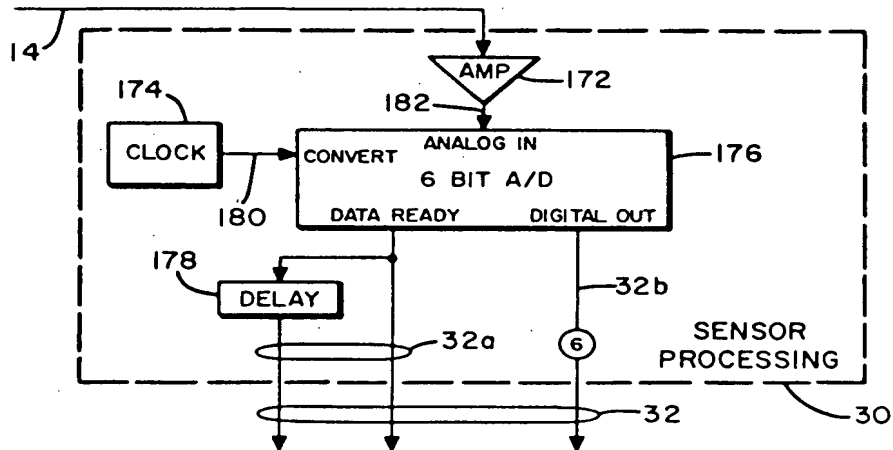 14
AMP
172
182
174
CLOCK
180
CONVERT
ANALOG IN
6 BIT A/D
176
DATA READY
DIGITAL OUT
178
DELAY
32b
32a
6
SENSOR
PROCESSING
32
30